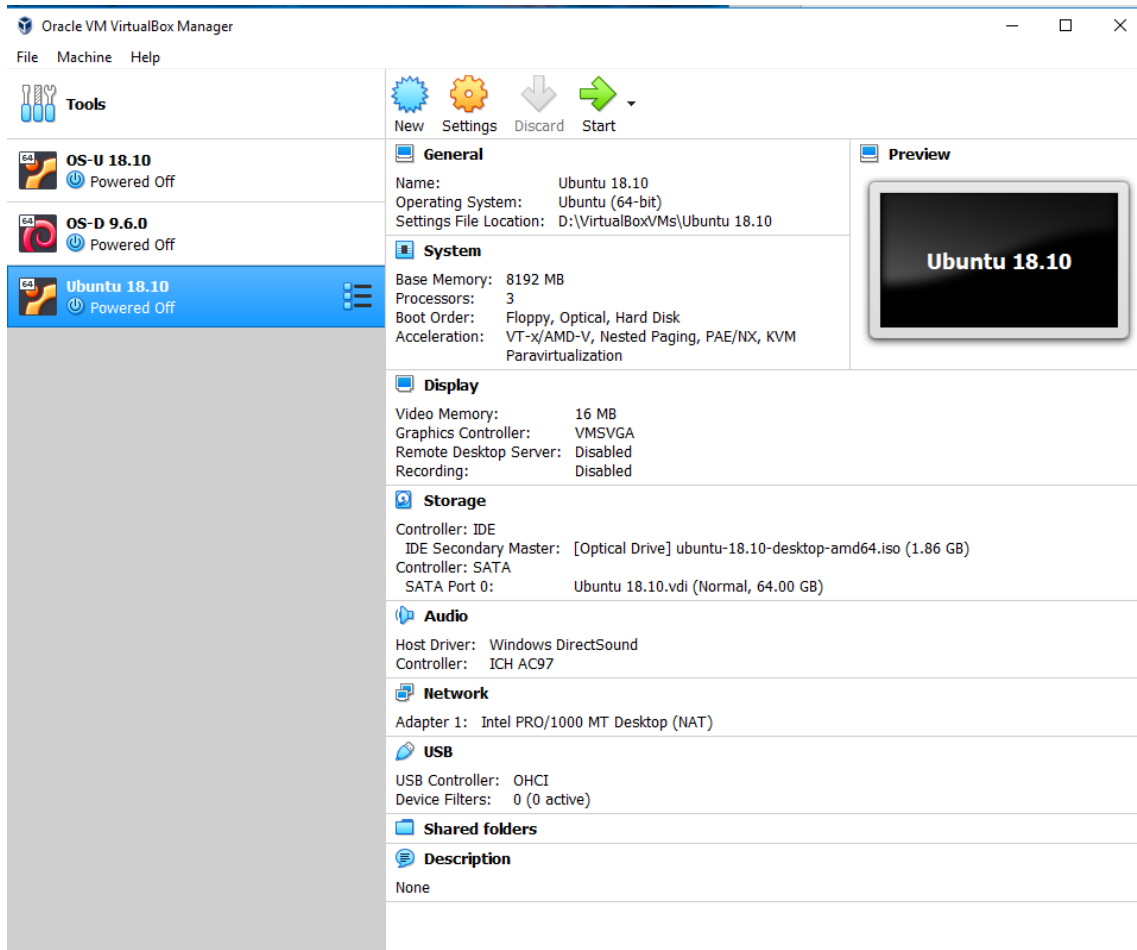 Oracle VM VirtualBox Manager
File Machine Help
Tools
New Settings Discard Start
64
OS-U 18.10
Powered Off
64
OS-D 9.6.0
Powered Off
64
Ubuntu 18.10
Powered Off
General
Name: Ubuntu 18.10
Operating System: Ubuntu (64-bit)
Settings File Location: D:\VirtualBoxVMs\Ubuntu 18.10
Preview
Ubuntu 18.10
System
Base Memory: 8192 MB
Processors: 3
Boot Order: Floppy, Optical, Hard Disk
Acceleration: VT-x/AMD-V, Nested Paging, PAE/NX, KVM
Paravirtualization
Display
Video Memory: 16 MB
Graphics Controller: VMSVGA
Remote Desktop Server: Disabled
Recording: Disabled
Storage
Controller: IDE
IDE Secondary Master: [Optical Drive] ubuntu-18.10-desktop-amd64.iso (1.86 GB)
Controller: SATA
SATA Port 0: Ubuntu 18.10.vdi (Normal, 64.00 GB)
Audio
Host Driver: Windows DirectSound
Controller: ICH AC97
Network
Adapter 1: Intel PRO/1000 MT Desktop (NAT)
USB
USB Controller: OHCI
Device Filters: 0 (0 active)
Shared folders
Description
None